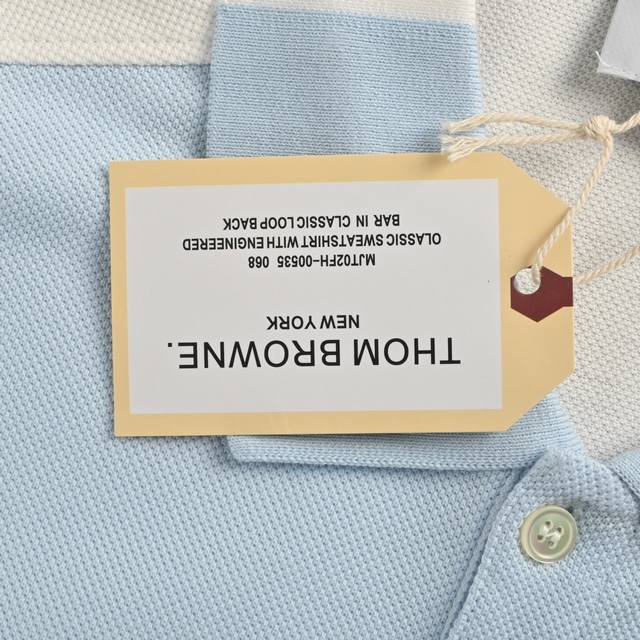 THOM BROWNE.
NEW YORK
MJT02FH-00535 068
CLASSIC SWEATSHIRT WITH ENGINEERED
BAR IN CLASSIC LOOP BACK